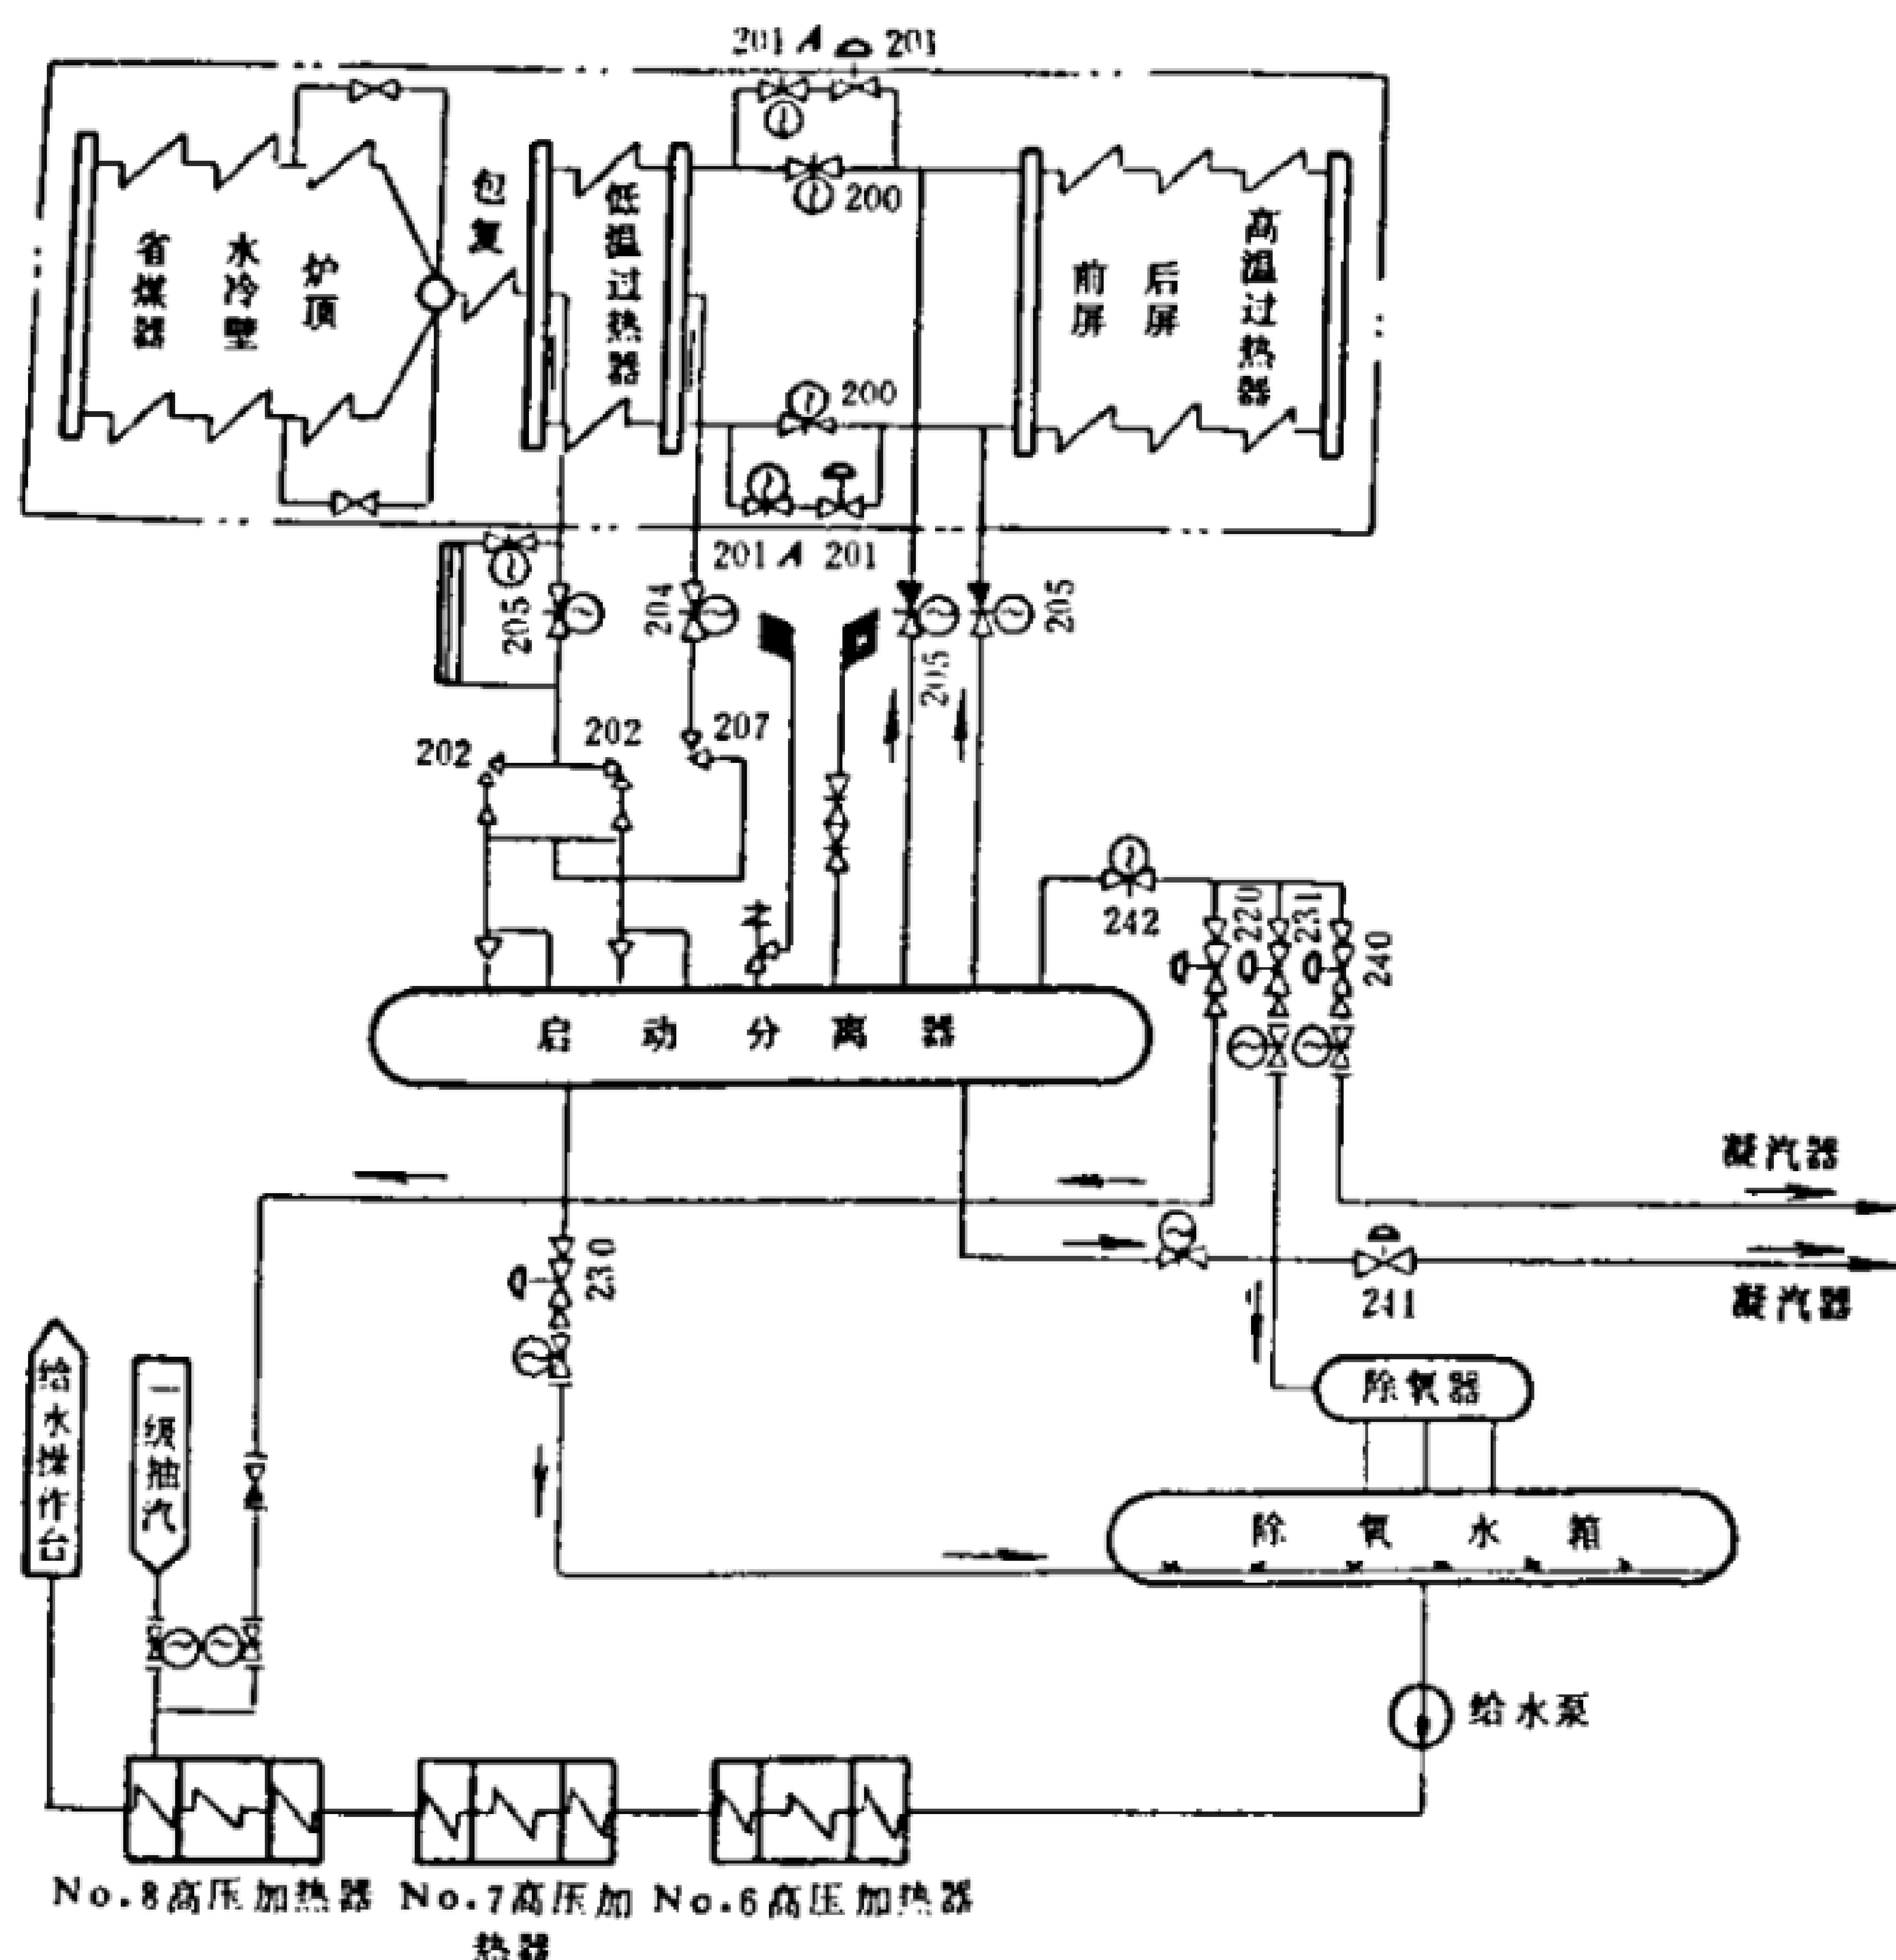 201A 201
包复
200
省煤器
水冷壁
炉顶
低温过热器
前屏
后屏
高温过热器
200
201A 201
205
204
205
205
202
202
207
242
220
231
240
启动分离器
凝汽器
230
241
凝汽器
给水操作台
一级抽汽
除氧器
除氧水箱
给水泵
No.8高压加热器
No.7高压加
热器
No.6高压加热器